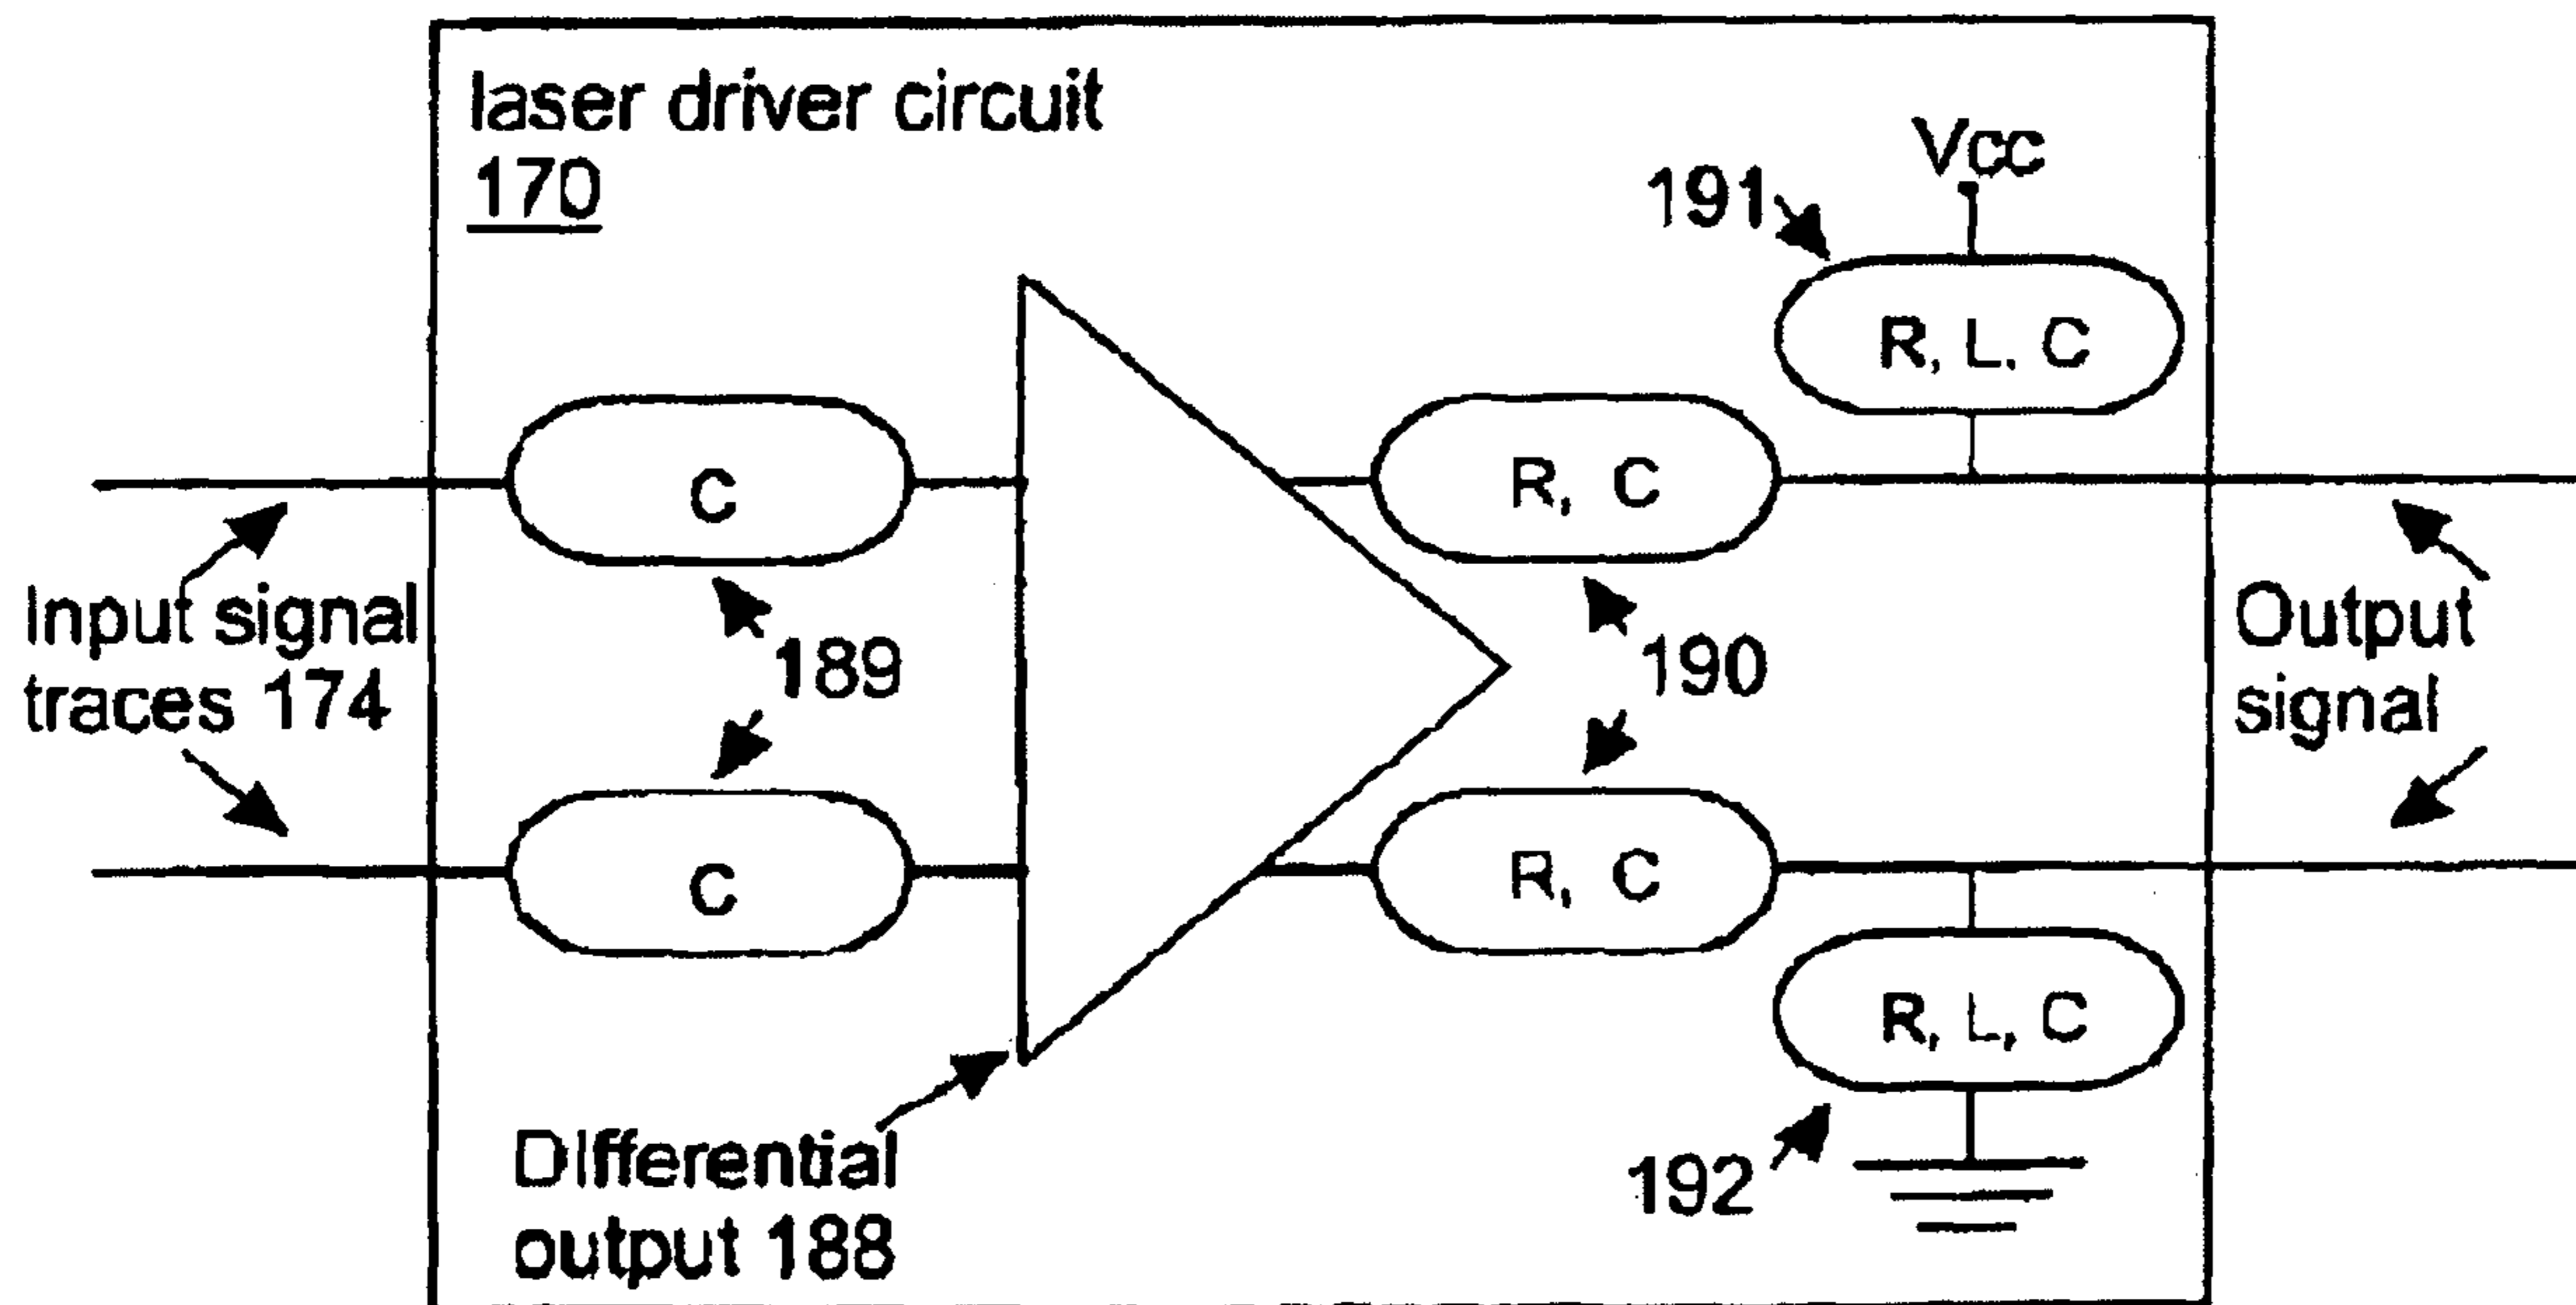 laser driver circuit
170
Vcc
191
R, L, C
C
R, C
Input signal
traces 174
189
190
Output
signal
C
R, C
R, L, C
192
Differential
output 188